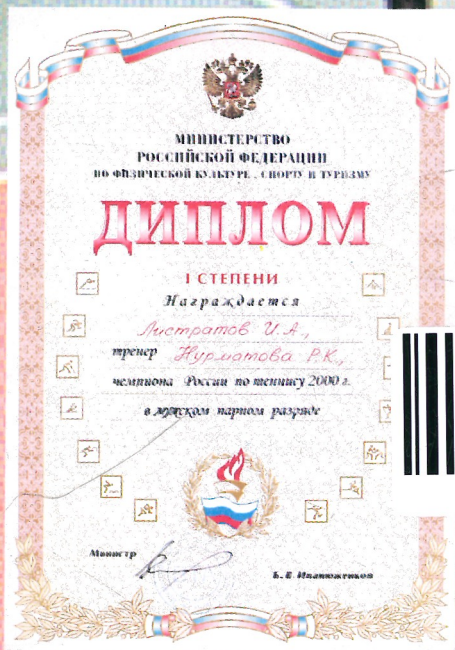 МИНИСТЕРСТВО
РОССИЙСКОЙ ФЕДЕРАЦИИ
ПО ФИЗИЧЕСКОЙ КУЛЬТУРЕ , СПОРТУ И ТУРИЗМУ
ДИПЛОМ
I СТЕПЕНИ
Награждается
Листратов И.А.,
тренер Нурматова Р.К.,
чемпиона России по теннису 2000 г.
в мужском парном разряде
Министр
Б. В. Иванюженков